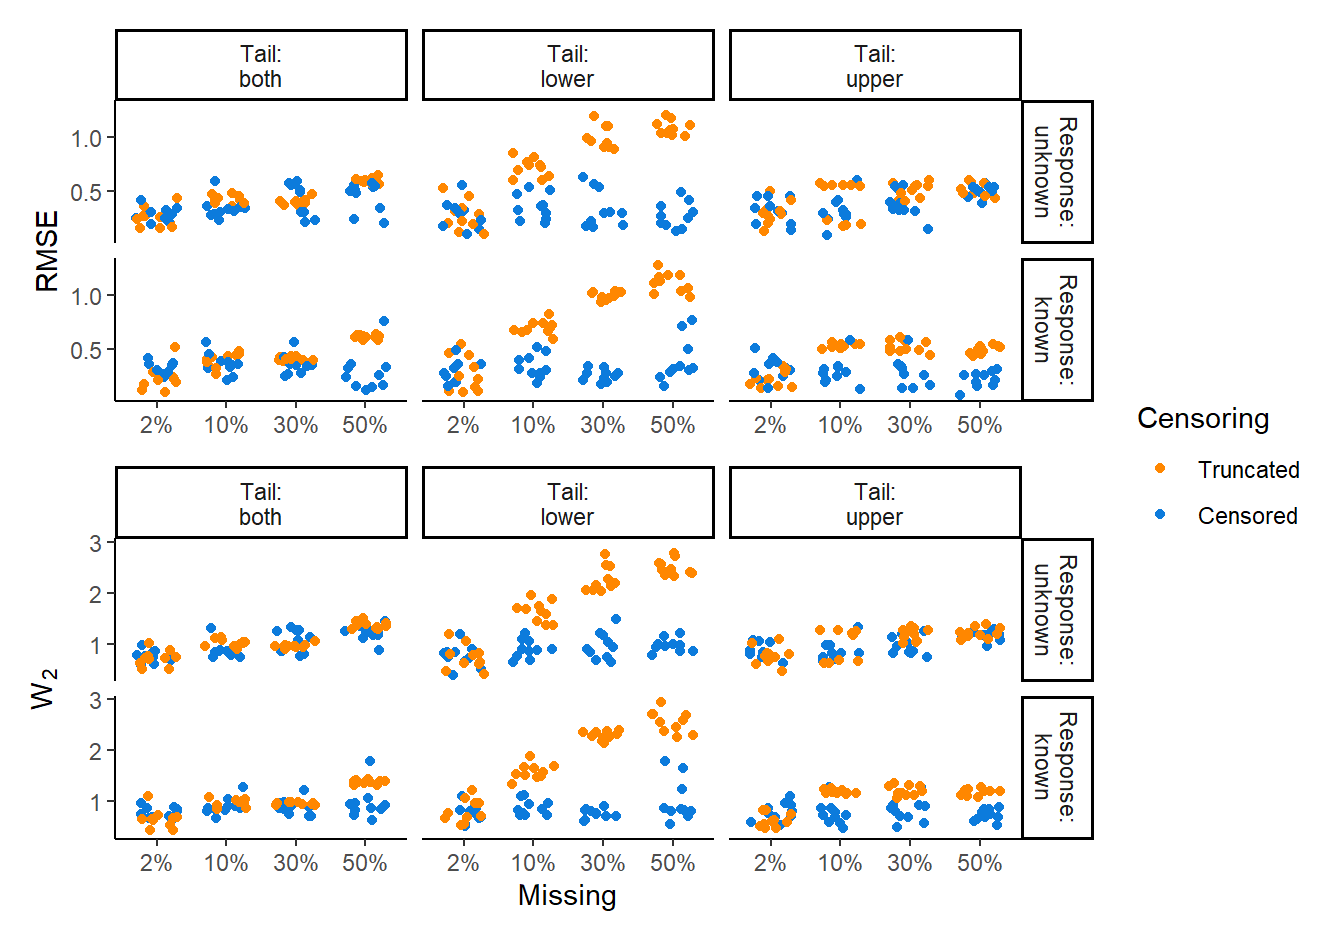 Tail:
both
Tail:
lower
Tail:
upper
RMSE
1.0
0.5
Response:
unknown
1.0
0.5
Response:
known
2%
10%
30%
50%
2%
10%
30%
50%
2%
10%
30%
50%
Censoring
Truncated
Censored
Tail:
both
Tail:
lower
Tail:
upper
W2
3
2
1
Response:
unknown
3
2
1
Response:
known
2%
10%
30%
50%
2%
10%
30%
50%
2%
10%
30%
50%
Missing